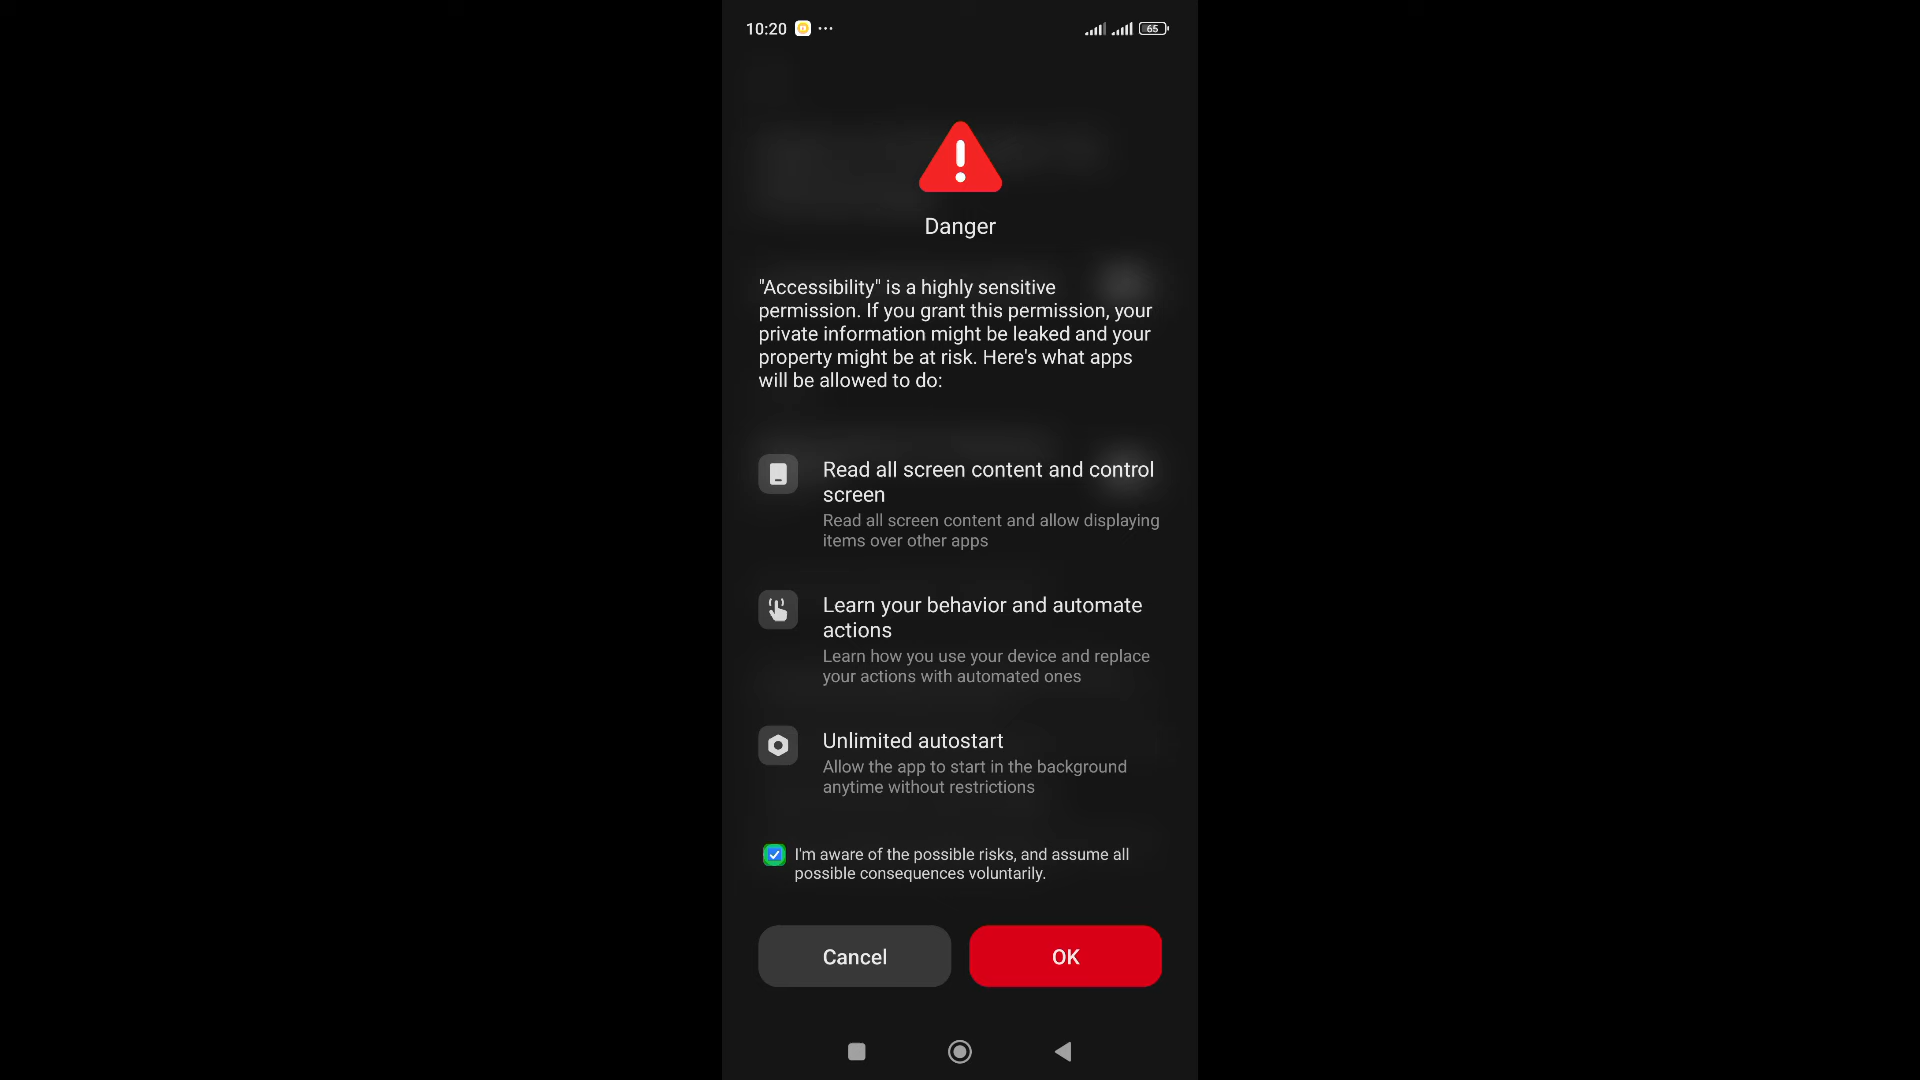 10:20 ...
65
Danger
"Accessibility" is a highly sensitive
permission. If you grant this permission, your
private information might be leaked and your
property might be at risk. Here's what apps
will be allowed to do:
Read all screen content and control
screen
Read all screen content and allow displaying
items over other apps
Learn your behavior and automate
actions
Learn how you use your device and replace
your actions with automated ones
Unlimited autostart
Allow the app to start in the background
anytime without restrictions
I'm aware of the possible risks, and assume all
possible consequences voluntarily.
Cancel
OK